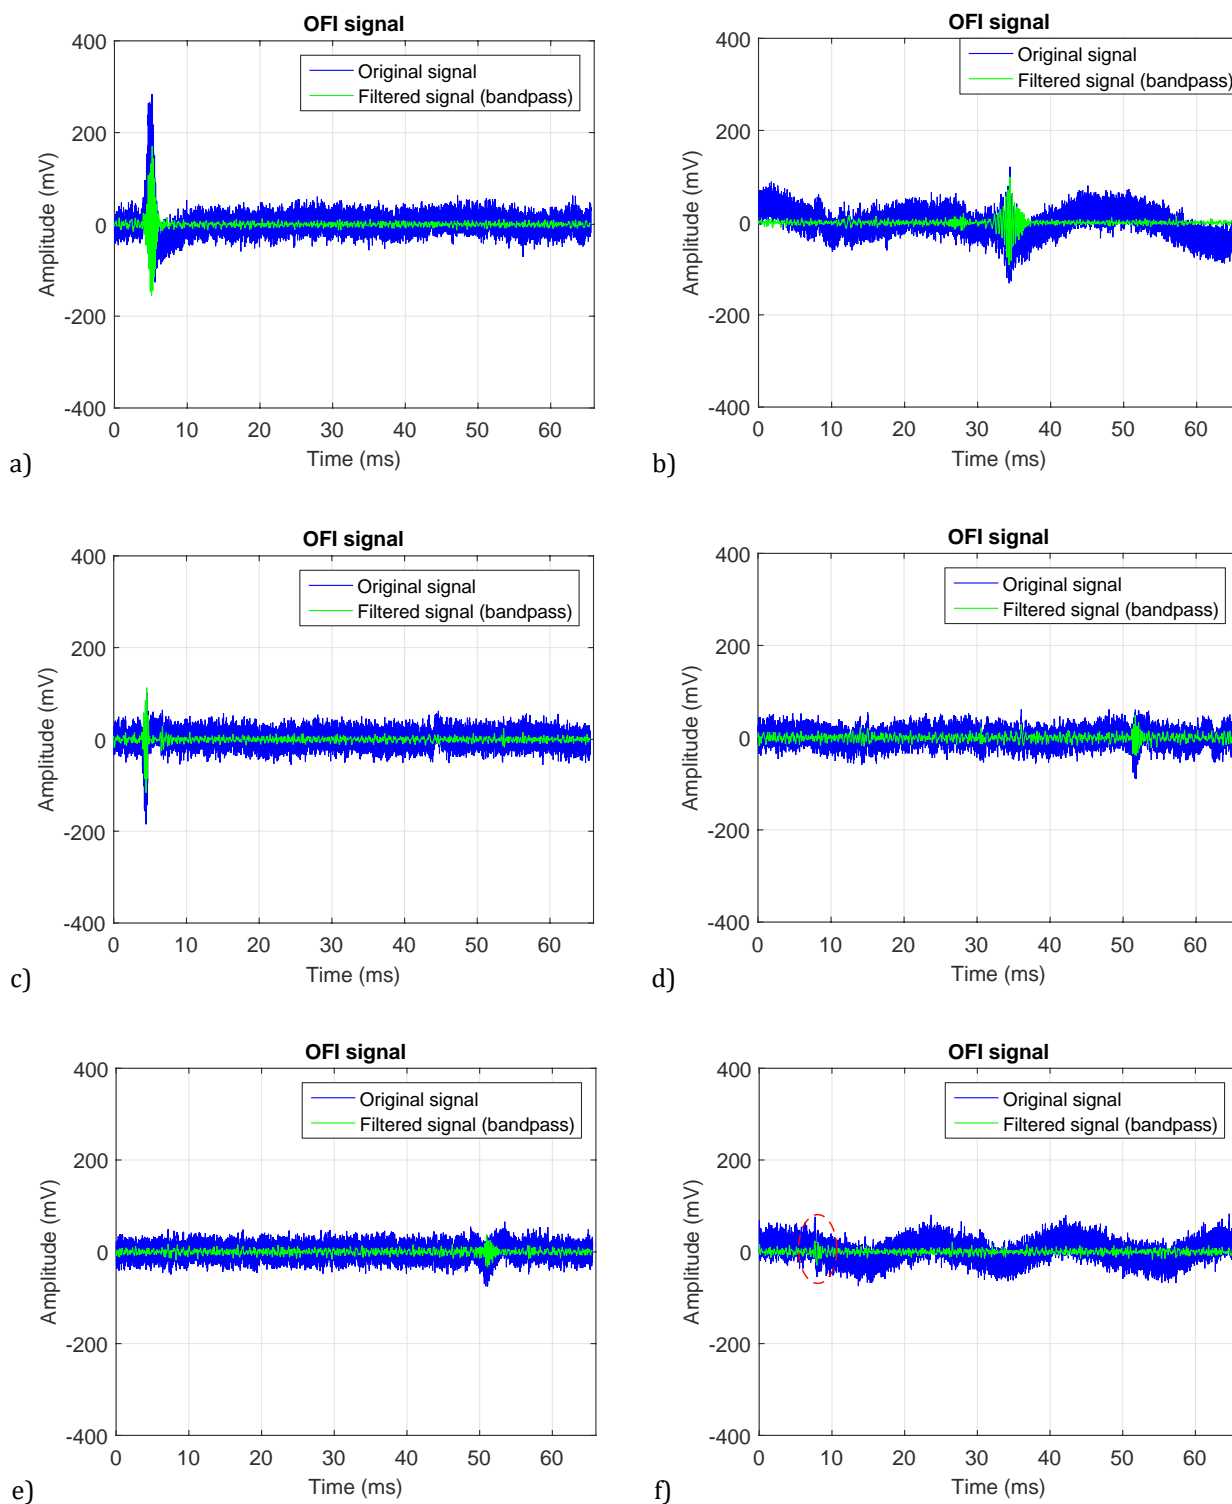 OFI signal
400
200
0
-200
-400
Amplitude (mV)
Original signal
Filtered signal (bandpass)
0 10 20 30 40 50 60
Time (ms)
a)
OFI signal
400
200
0
-200
-400
Amplitude (mV)
Original signal
Filtered signal (bandpass)
0 10 20 30 40 50 60
Time (ms)
b)
OFI signal
400
200
0
-200
-400
Amplitude (mV)
Original signal
Filtered signal (bandpass)
0 10 20 30 40 50 60
Time (ms)
c)
OFI signal
400
200
0
-200
-400
Amplitude (mV)
Original signal
Filtered signal (bandpass)
0 10 20 30 40 50 60
Time (ms)
d)
OFI signal
400
200
0
-200
-400
Amplitude (mV)
Original signal
Filtered signal (bandpass)
0 10 20 30 40 50 60
Time (ms)
e)
OFI signal
400
200
0
-200
-400
Amplitude (mV)
Original signal
Filtered signal (bandpass)
0 10 20 30 40 50 60
Time (ms)
f)